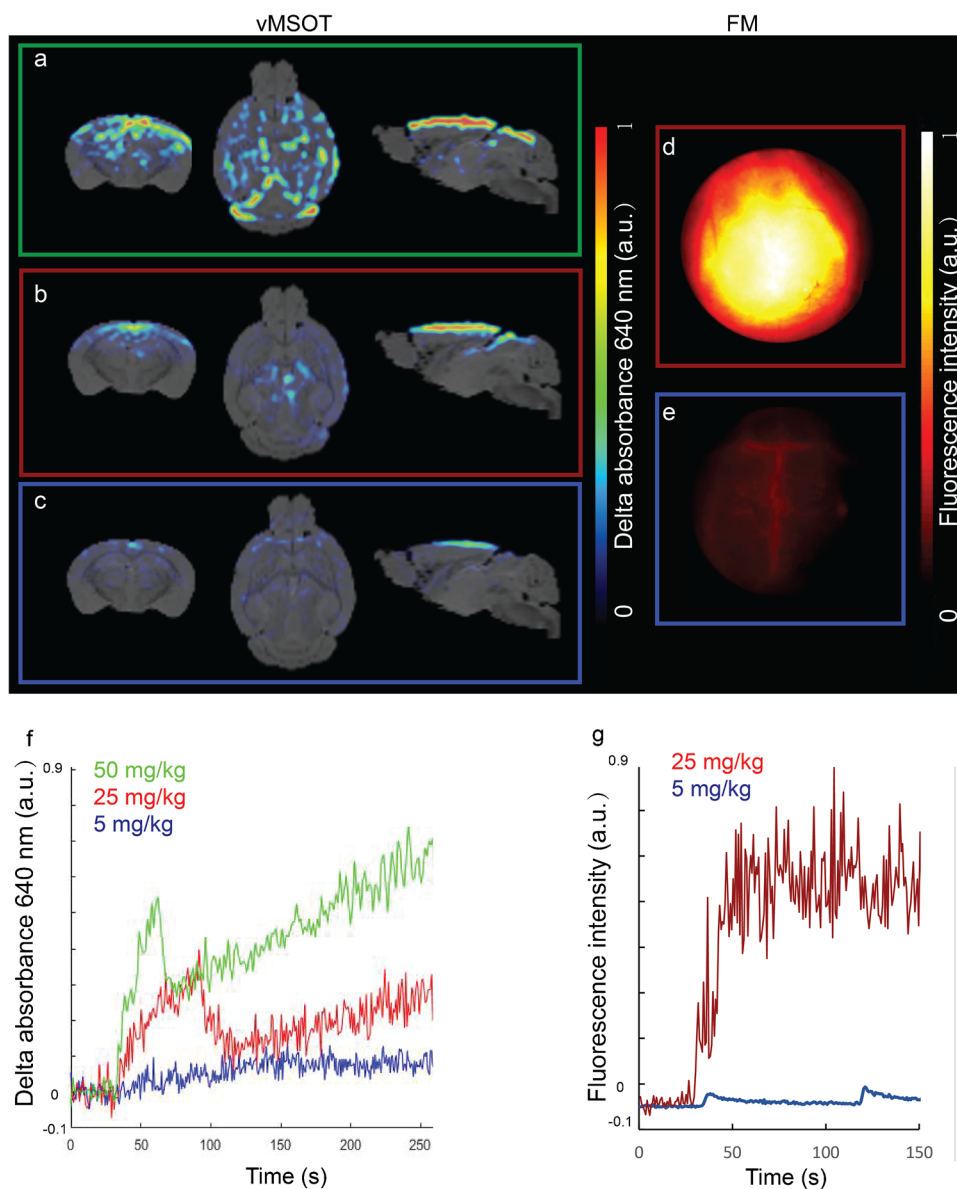 vMSOT
FM
a
b
c
1
Delta absorbance 640 nm (a.u.)
0
d
e
1
Fluorescence intensity (a.u.)
0
f
50 mg/kg
25 mg/kg
5 mg/kg
0.9
0
-0.1
Delta absorbance 640 nm (a.u.)
0 50 100 150 200 250
Time (s)
g
25 mg/kg
5 mg/kg
0.9
0
-0.1
Fluorescence intensity (a.u.)
0 50 100 150
Time (s)